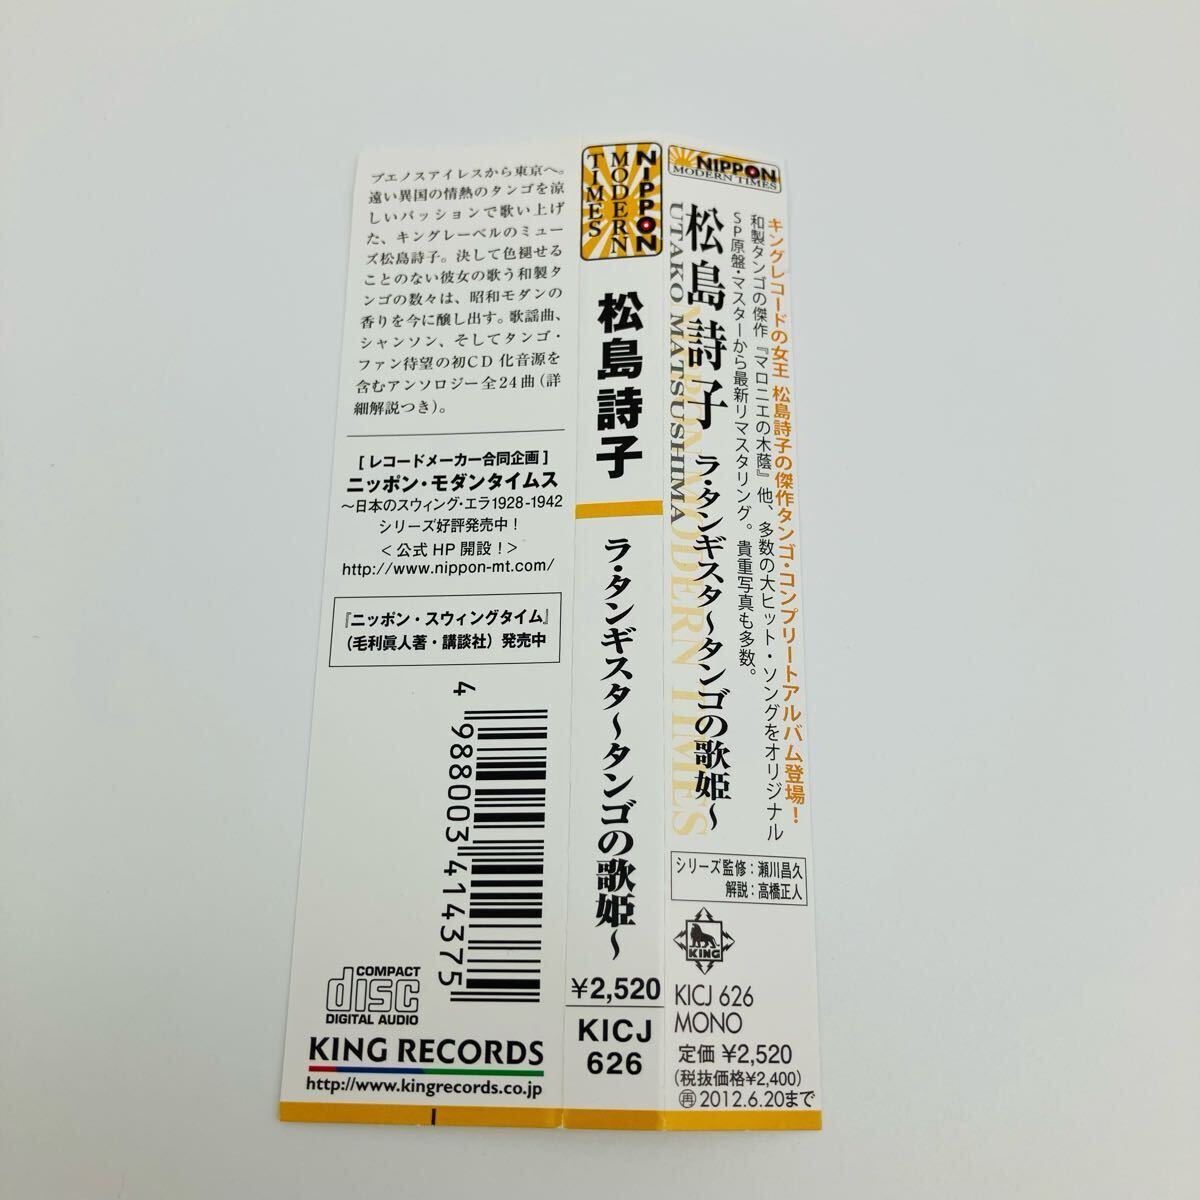 ブエノスアイレスから東京へ。
遠い異国の情熱のタンゴを涼
しいパッションで歌い上げ
た、キングレーベルのミュー
ズ松島詩子。決して色褪せる
ことのない彼女の歌う和製タ
ンゴの数々は、昭和モダンの
香りを今に醸し出す。歌謡曲、
シャンソン、そしてタンゴ・
ファン待望の初CD化音源を
含むアンソロジー全24曲(詳
細解説つき)。
[レコードメーカー合同企画]
ニッポン・モダンタイムス
～日本のスウィング・エラ1928-1942
シリーズ好評発売中！
＜公式HP開設！＞
http://www.nippon-mt.com/
『ニッポン・スウィングタイム』
(毛利眞人著・講談社)発売中
4 988003 414375
COMPACT
disc
DIGITAL AUDIO
KING RECORDS
http://www.kingrecords.co.jp
NIPPON
MODERN
TIMES
松島詩子
ラ・タンギスタ～タンゴの歌姫～
¥2,520
KICJ
626
NIPPON
MODERN TIMES
キングレコードの女王 松島詩子の傑作タンゴ・コンプリートアルバム登場！
和製タンゴの傑作『マロニエの木蔭』他、多数の大ヒット・ソングをオリジナル
SP原盤・マスターから最新リマスタリング。貴重写真も多数。
松島詩子 ラ・タンギスタ～タンゴの歌姫～
UTAKO MATSUSHIMA
NIPPON MODERN TIMES
シリーズ監修：瀬川昌久
解説：高橋正人
KING
KICJ 626
MONO
定価 ¥2,520
(税抜価格¥2,400)
㊢2012.6.20まで